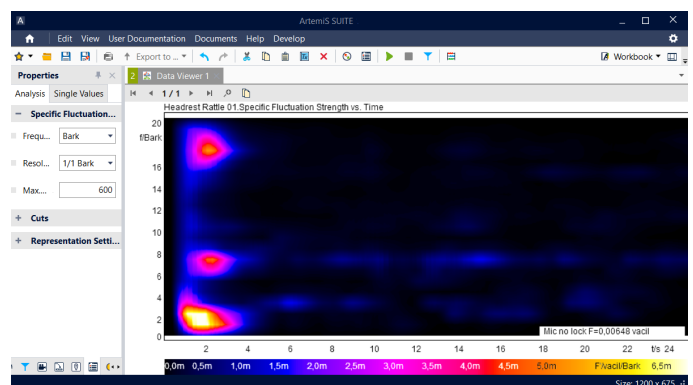 A
ArtemiS SUITE
Edit View User Documentation Documents Help Develop
Export to ...
Workbook
Properties
2 Data Viewer 1
Analysis Single Values
1 / 1
Specific Fluctuation...
Headrest Rattle 01.Specific Fluctuation Strength vs. Time
Frequ... Bark
Resol... 1/1 Bark
Max.... 600
Cuts
Representation Setti...
20
f/Bark
16
14
12
10
8
6
4
2
0
Mic no lock F=0,00648 vacil
2 4 6 8 10 12 14 16 18 20 22 t/s 24
0,0m 0,5m 1,0m 1,5m 2,0m 2,5m 3,0m 3,5m 4,0m 4,5m 5,0m F'/vacil/Bark 6,5m
Size: 1200 x 675